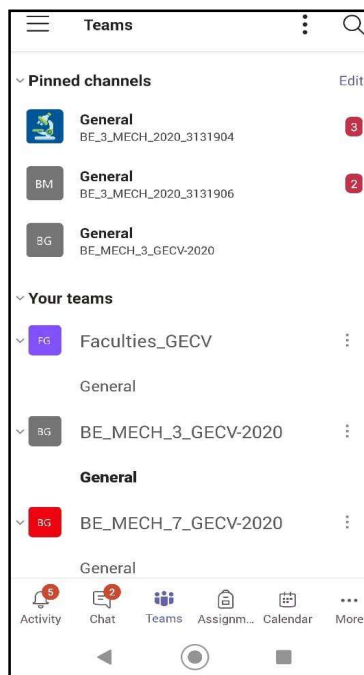 Teams
Pinned channels Edit
General
BE_3_MECH_2020_3131904
3
BM
General
BE_3_MECH_2020_3131906
2
BG
General
BE_MECH_3_GECV-2020
Your teams
FG Faculties_GECV
General
BG BE_MECH_3_GECV-2020
General
BG BE_MECH_7_GECV-2020
General
5 2
Activity Chat Teams Assignm... Calendar More